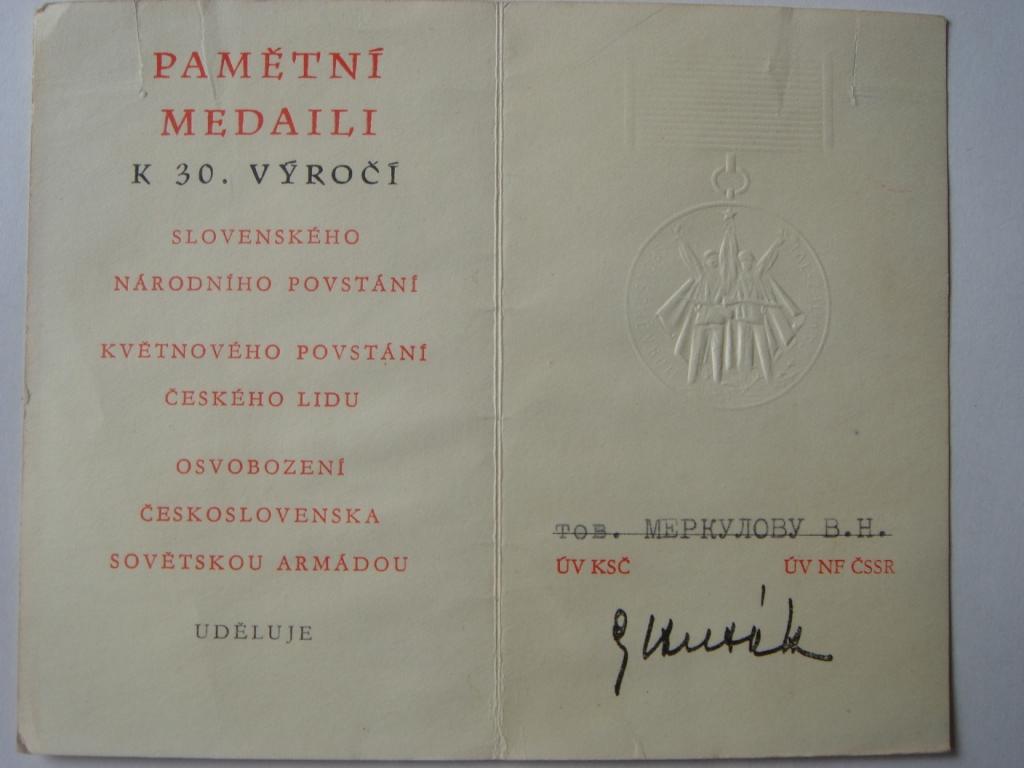 PAMĚTNÍ
MEDAILI
K 30. VÝROČÍ
SLOVENSKÉHO
NÁRODNÍHO POVSTÁNÍ
KVĚTNOVÉHO POVSTÁNÍ
ČESKÉHO LIDU
OSVOBOZENÍ
ČESKOSLOVENSKA
SOVĚTSKOU ARMÁDOU
UDĚLUJE
тов. МЕРКУЛОВУ В.Н.
ÚV KSČ ÚV NF ČSSR
GHusák